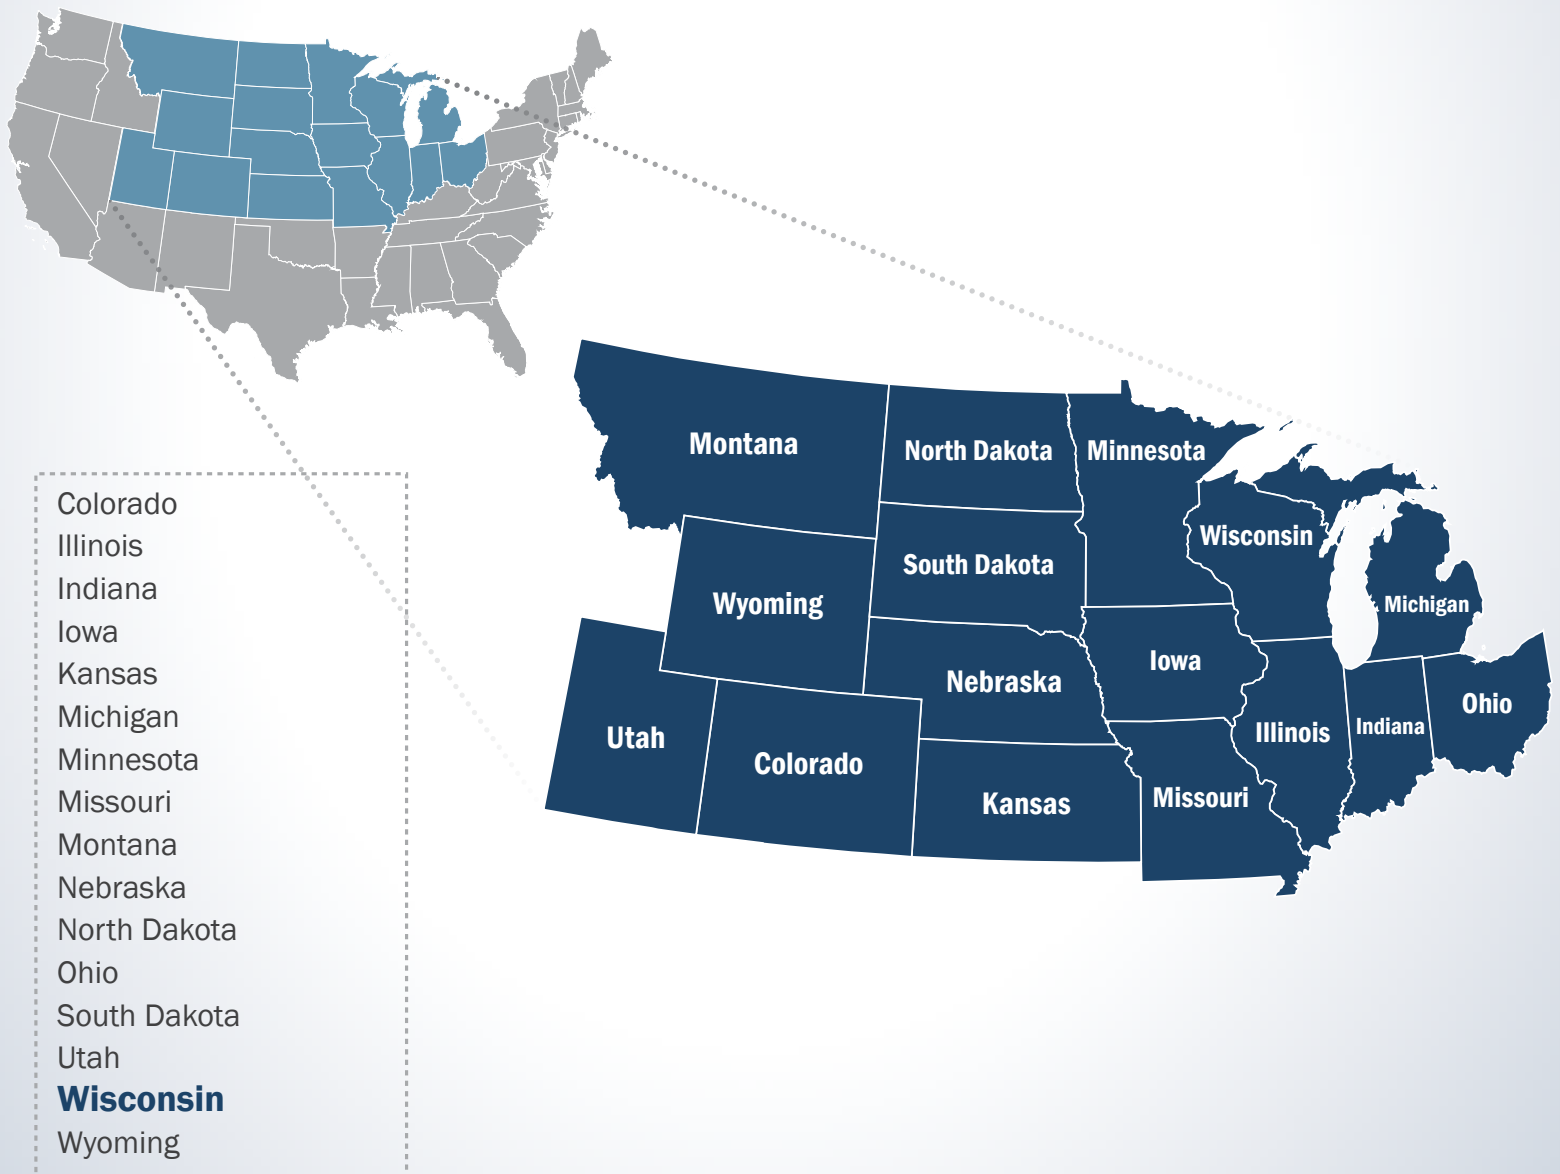 Montana
North Dakota
Minnesota
Wisconsin
South Dakota
Michigan
Wyoming
Iowa
Nebraska
Ohio
Indiana
Illinois
Utah
Colorado
Missouri
Kansas
Colorado
Illinois
Indiana
Iowa
Kansas
Michigan
Minnesota
Missouri
Montana
Nebraska
North Dakota
Ohio
South Dakota
Utah
Wisconsin
Wyoming